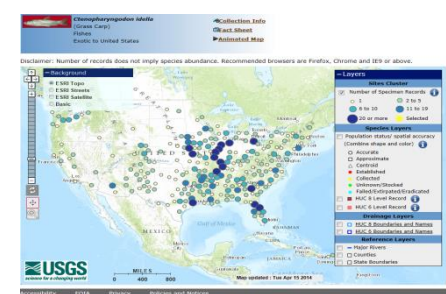 Ctenopharyngodon idella
(Grass Carp)
Fishes
Exotic to United States
Collection Info
Fact Sheet
Animated Map
Disclaimer: Number of records does not imply species abundance. Recommended browsers are Firefox, Chrome and IE9 or above.
Background
ESRI Topo
ESRI Streets
ESRI Satellite
Basic
Layers
Sites Cluster
Number of Specimen Records
1
2 to 5
6 to 10
11 to 19
20 or more
Selected
Species Layers
Population status/ spatial accuracy
(Combine shape and color)
Accurate
Approximate
Centroid
Established
Collected
Unknown/Stocked
Failed/Extirpated/Eradicated
HUC 8 Level Record
HUC 6 Level Record
Drainage Layers
HUC 6 Boundaries and Names
HUC 8 Boundaries and names
Reference Layers
Major Rivers
Counties
State Boundaries
MEXICO
Gulf of Mexico
USGS
science for a changing world
MILES
0 400 800
Map updated : Tue Apr 15 2014
Accessibility FOIA Privacy Policies and Notices